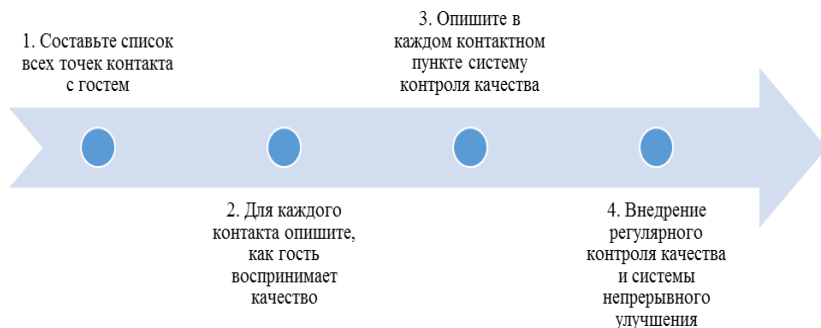 1. Составьте список
всех точек контакта
с гостем
2. Для каждого
контакта опишите,
как гость
воспринимает
качество
3. Опишите в
каждом контактном
пункте систему
контроля качества
4. Внедрение
регулярного
контроля качества
и системы
непрерывного
улучшения